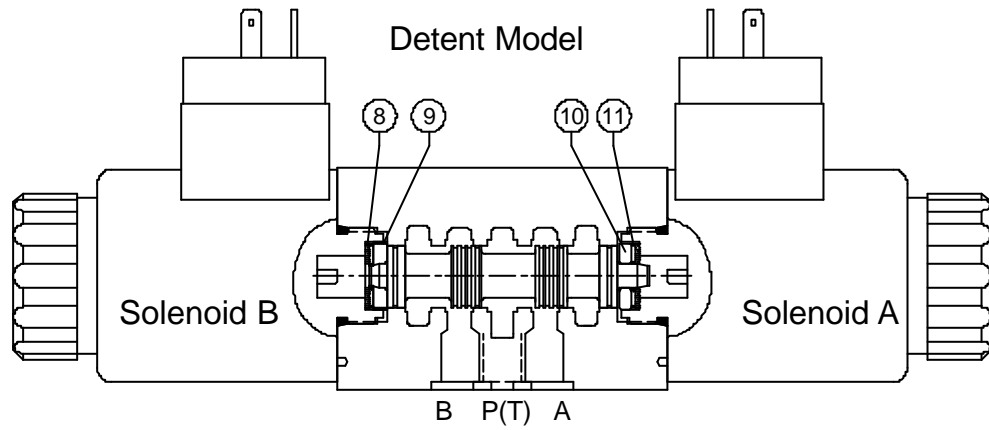 Detent Model
8 9 10 11
Solenoid B Solenoid A
B P(T) A